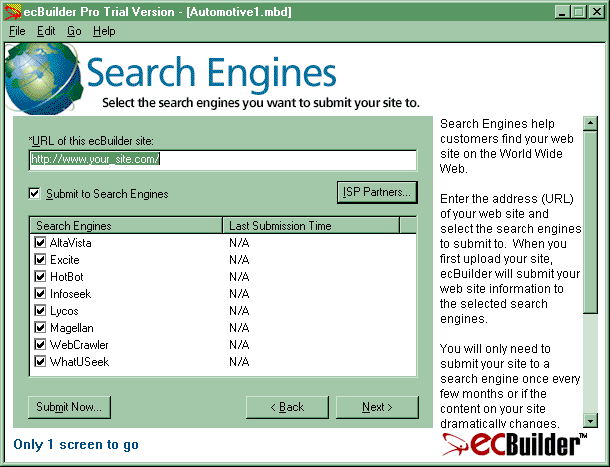 ecBuilder Pro Trial Version - [Automotive1.mbd]
File Edit Go Help
Search Engines
Select the search engines you want to submit your site to.
*URL of this ecBuilder site:
http://www.your_site.com/
Submit to Search Engines
ISP Partners...
Search Engines Last Submission Time
AltaVista N/A
Excite N/A
HotBot N/A
Infoseek N/A
Lycos N/A
Magellan N/A
WebCrawler N/A
WhatUSeek N/A
Submit Now...
< Back
Next >
Search Engines help
customers find your web
site on the World Wide
Web.
Enter the address (URL)
of your web site and
select the search engines
to submit to. When you
first upload your site,
ecBuilder will submit your
web site information to
the selected search
engines.
You will only need to
submit your site to a
search engine once every
few months or if the
content on your site
dramatically changes.
Only 1 screen to go
ecBuilder™